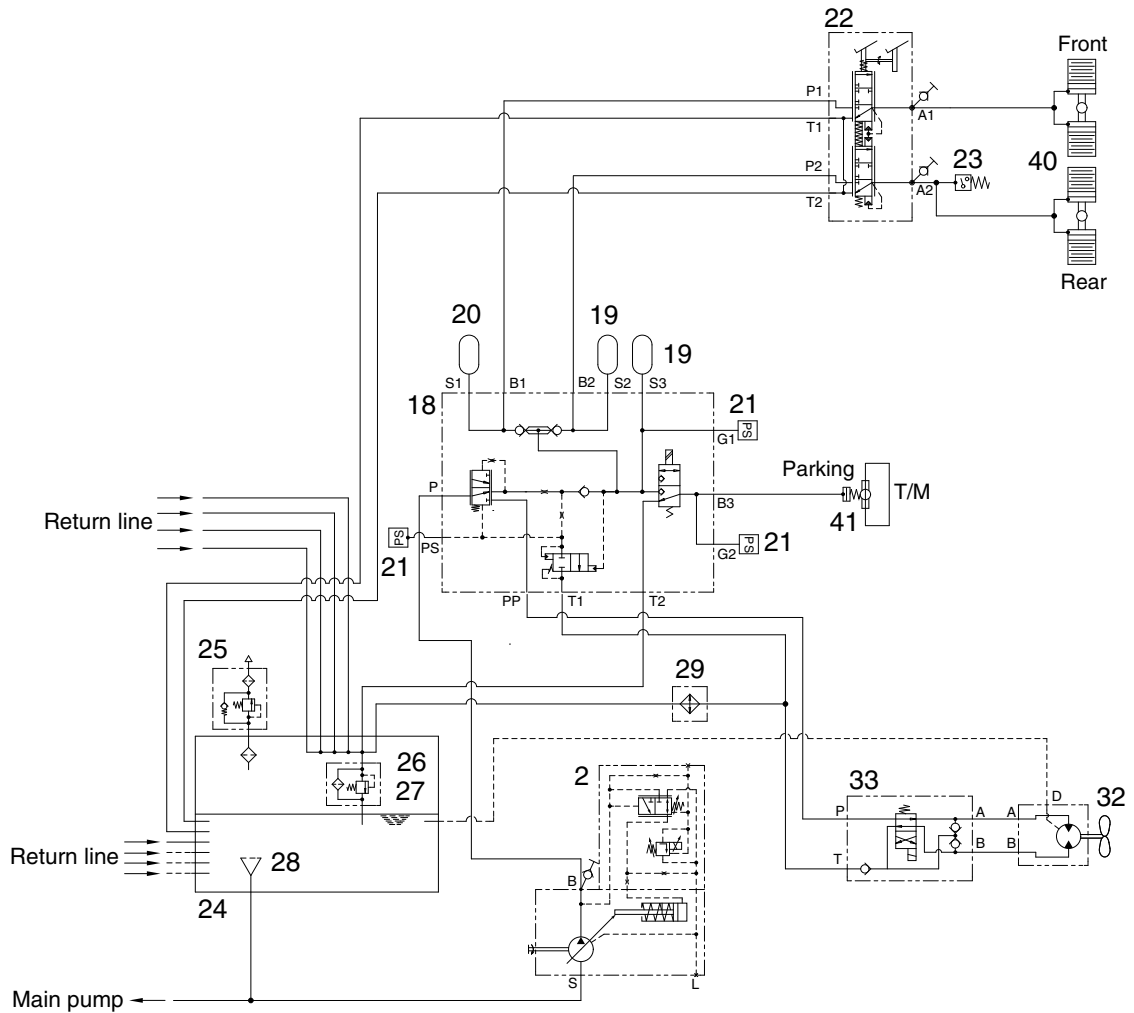 22
Front
P1
T1
A1
P2
23
40
A2
T2
Rear
20
19
19
S1
B1
B2
S2
S3
18
21
G1
PS
Parking
P
T/M
B3
Return line
41
PS
PS
21
G2
PS
21
PP
T1
T2
25
29
26
2
27
33
D
32
P
A
A
Return line
B
B
28
T
B
24
S
L
Main pump